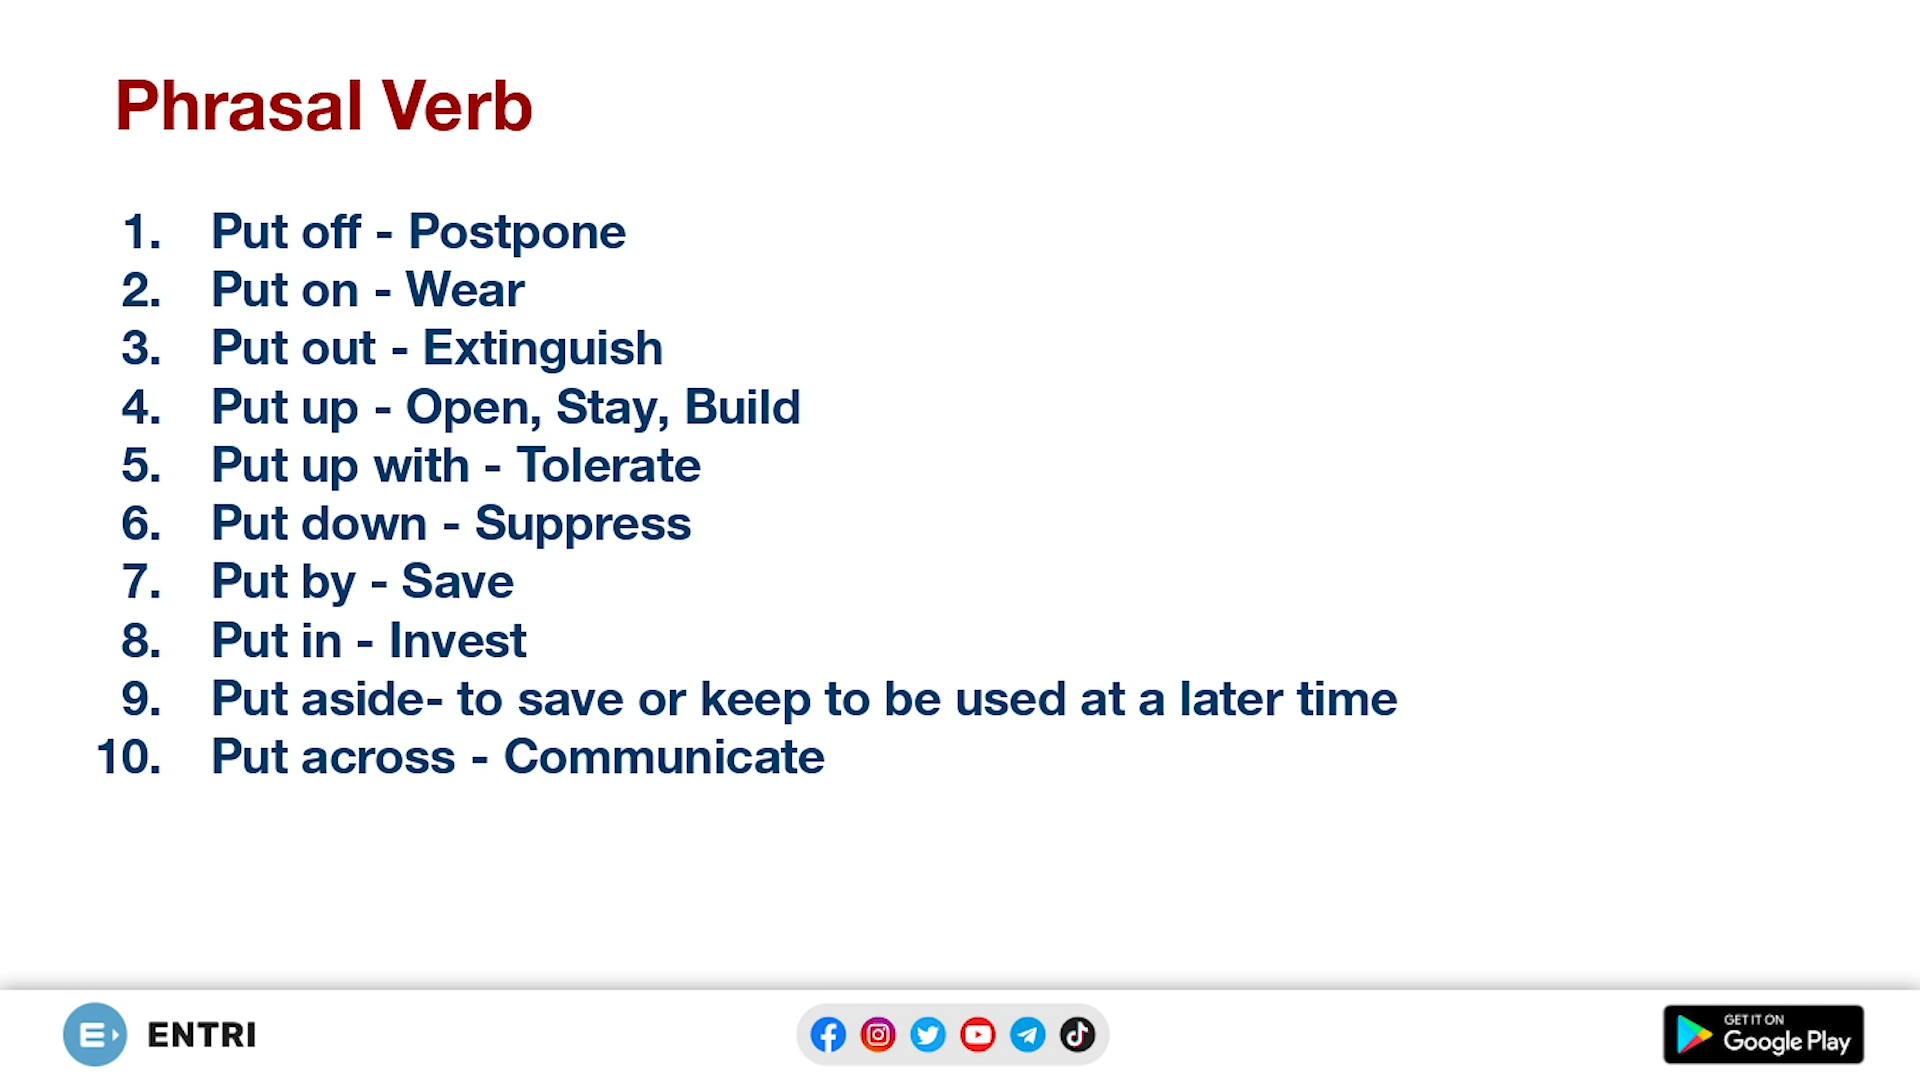 Phrasal Verb
1. Put off - Postpone
2. Put on - Wear
3. Put out - Extinguish
4. Put up - Open, Stay, Build
5. Put up with - Tolerate
6. Put down - Suppress
7. Put by - Save
8. Put in - Invest
9. Put aside- to save or keep to be used at a later time
10. Put across - Communicate
E ENTRI
GET IT ON
Google Play